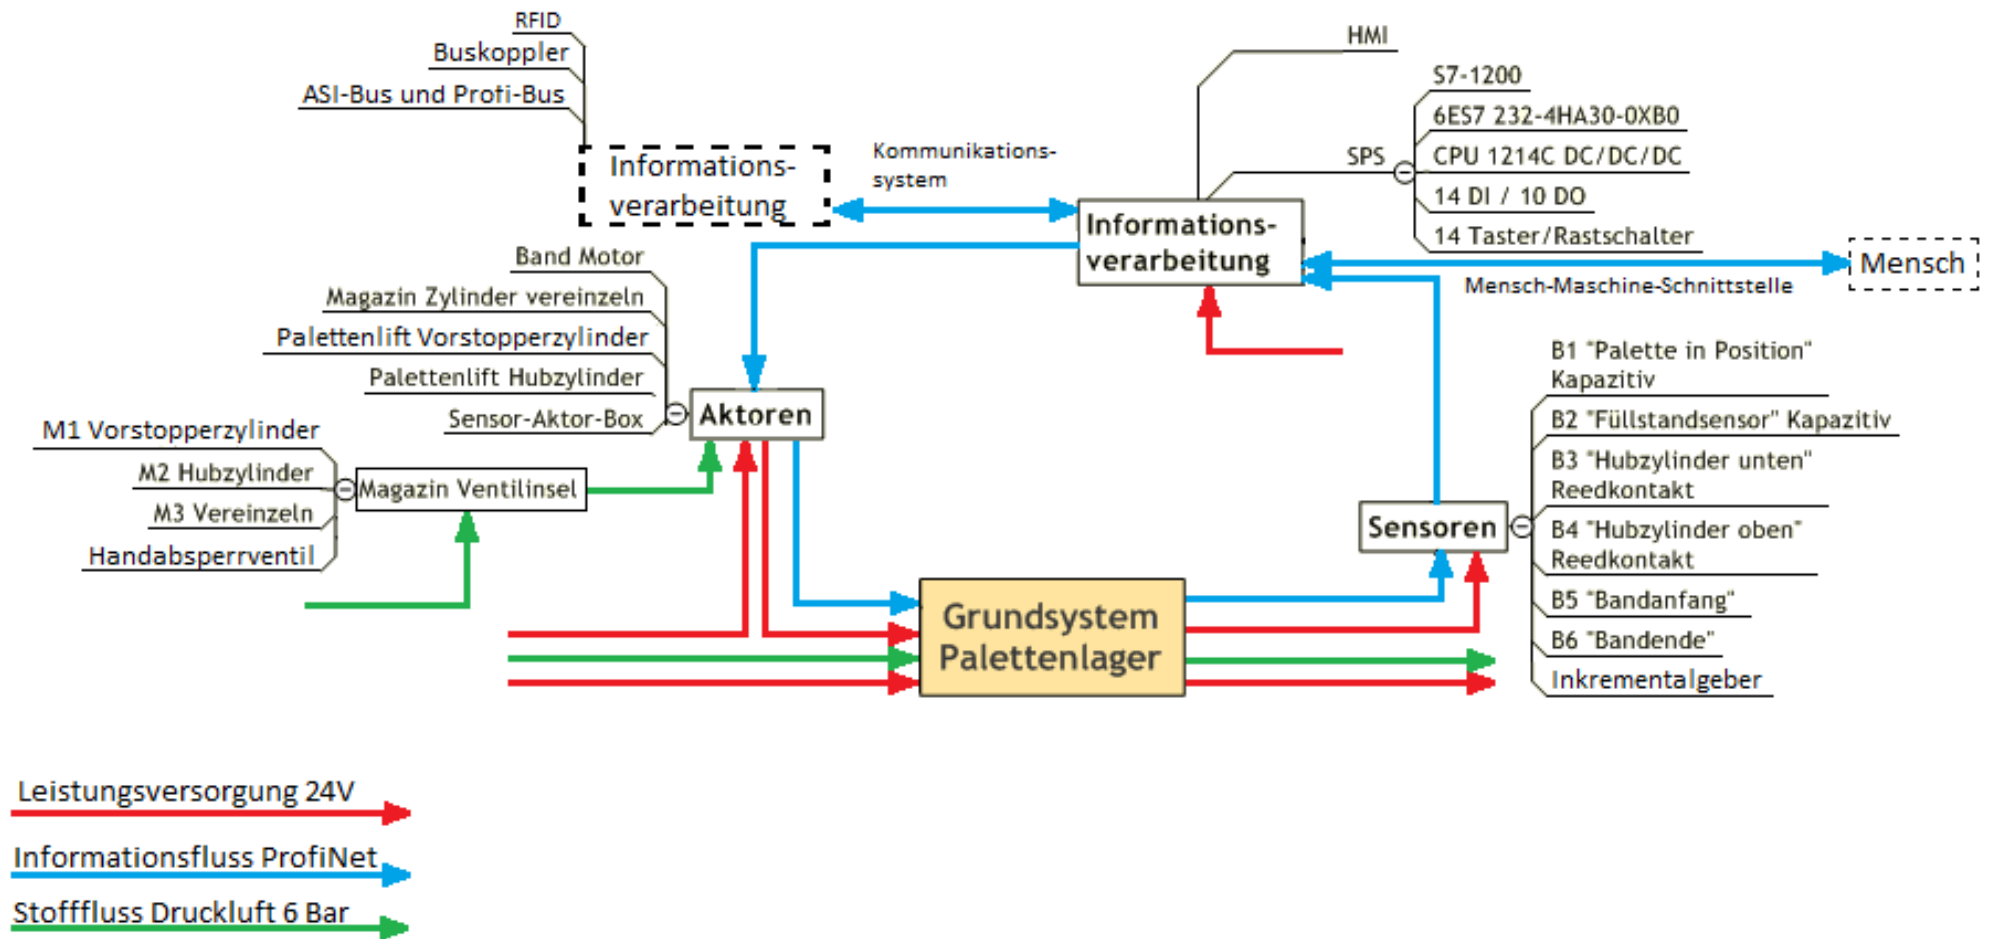 RFID
Buskoppler
ASI-Bus und Profi-Bus
Informations-
verarbeitung
Kommunikations-
system
HMI
SPS
S7-1200
6ES7 232-4HA30-0XB0
CPU 1214C DC/DC/DC
14 DI / 10 DO
14 Taster/Rastschalter
Informations-
verarbeitung
Mensch
Mensch-Maschine-Schnittstelle
Band Motor
Magazin Zylinder vereinzeln
Palettenlift Vorstopperzylinder
Palettenlift Hubzylinder
Sensor-Aktor-Box
Aktoren
M1 Vorstopperzylinder
M2 Hubzylinder
M3 Vereinzeln
Handabsperrventil
Magazin Ventilinsel
Sensoren
B1 "Palette in Position"
Kapazitiv
B2 "Füllstandsensor" Kapazitiv
B3 "Hubzylinder unten"
Reedkontakt
B4 "Hubzylinder oben"
Reedkontakt
B5 "Bandanfang"
B6 "Bandende"
Inkrementalgeber
Grundsystem
Palettenlager
Leistungsversorgung 24V
Informationsfluss ProfiNet
Stofffluss Druckluft 6 Bar